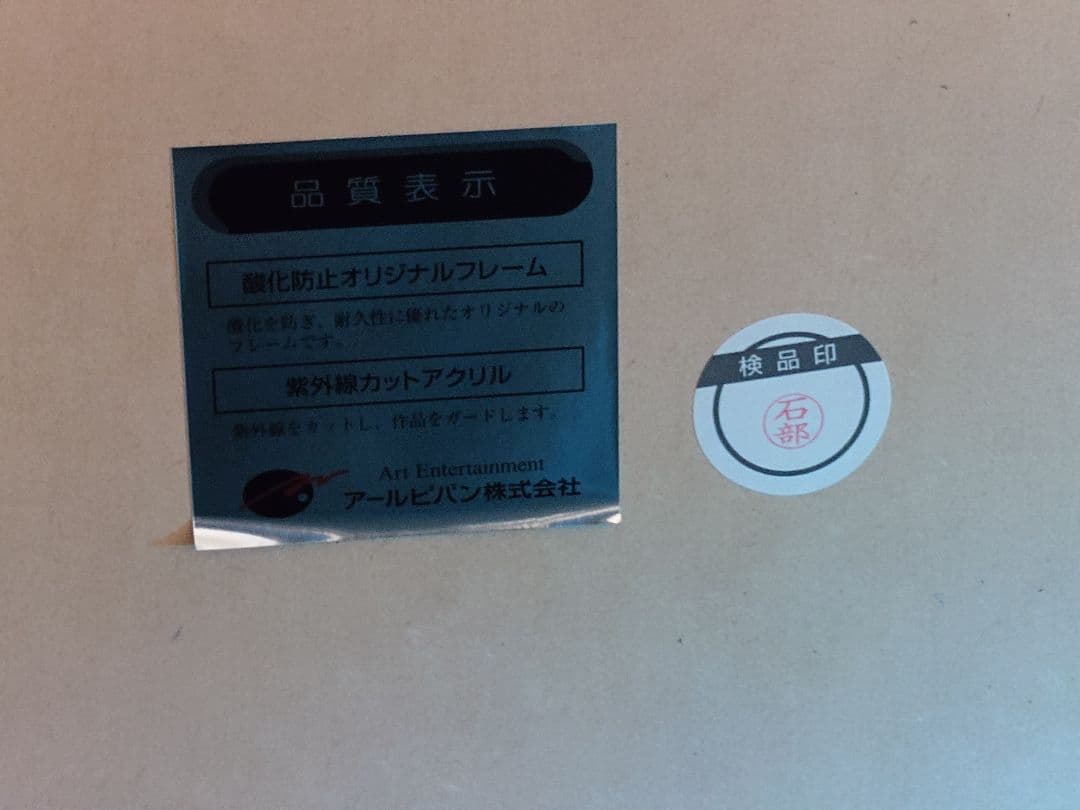 品質表示
酸化防止オリジナルフレーム
酸化を防ぎ、耐久性に優れたオリジナルの
フレームです。
紫外線カットアクリル
紫外線をカットし、作品をガードします。
Art Entertainment
アールビバン株式会社
検品印
石部